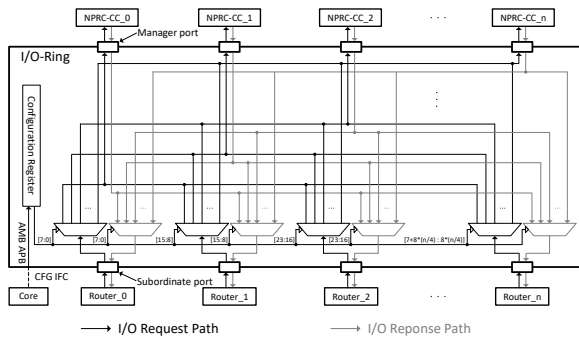 NPRC-CC_0
NPRC-CC_1
NPRC-CC_2
. . .
NPRC-CC_n
Manager port
I/O-Ring
Configuration Register
...
...
...
...
...
...
...
...
...
[7:0]
[7:0]
[15:8]
[15:8]
[23:16]
[23:16]
[7+8*(n/4) : 8*(n/4)]
AMB APB
CFG IFC
Subordinate port
Core
Router_0
Router_1
Router_2
. . .
Router_n
I/O Request Path
I/O Reponse Path